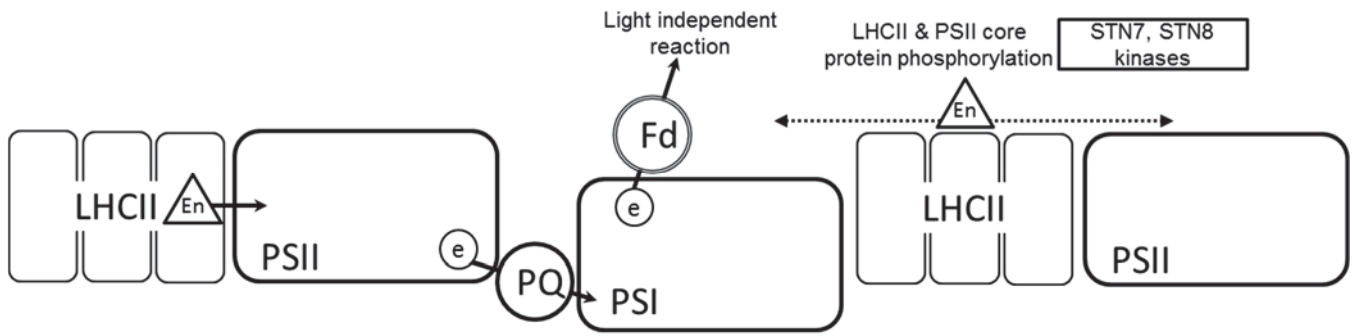 Light independent
reaction
LHCII & PSII core
protein phosphorylation
STN7, STN8
kinases
En
Fd
LHCII
En
e
LHCII
PSII
e
PQ
PSI
PSII